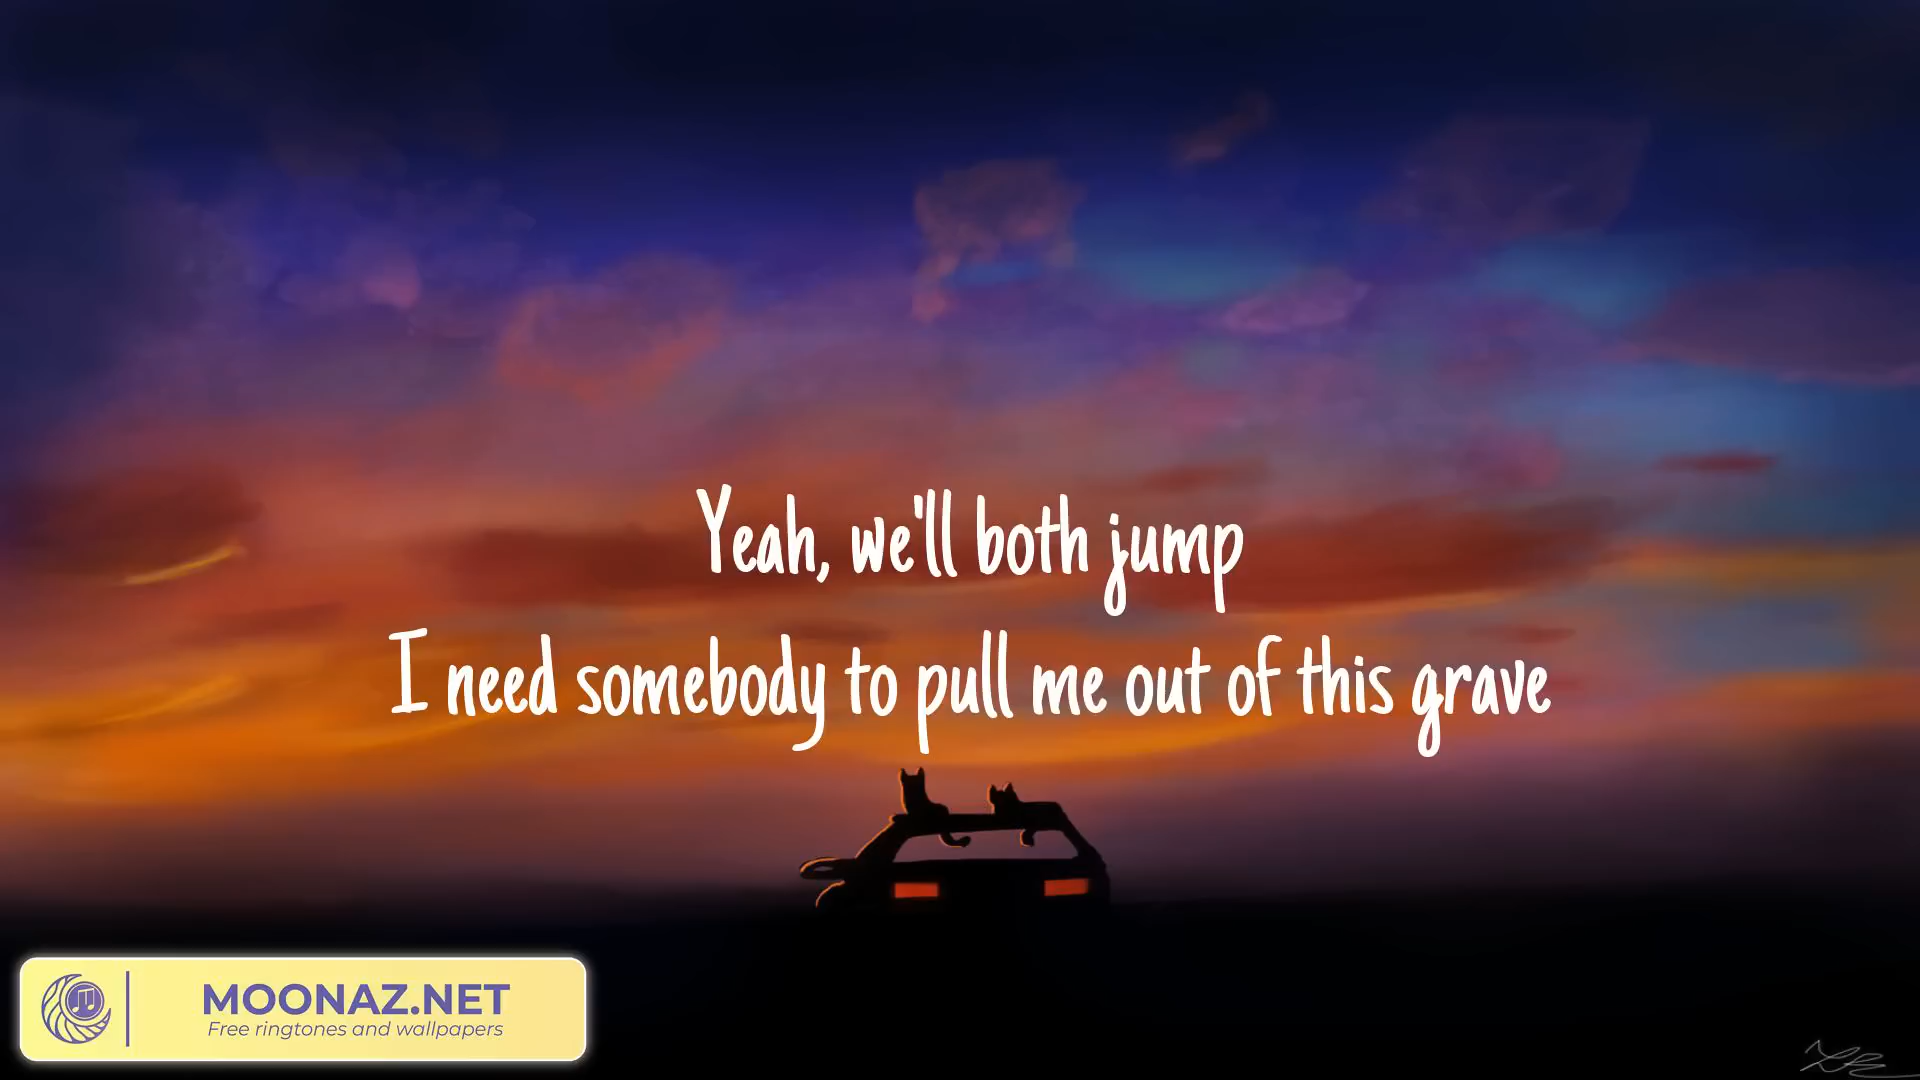 Yeah, we'll both jump
I need somebody to pull me out of this grave
MOONAZ.NET
Free ringtones and wallpapers